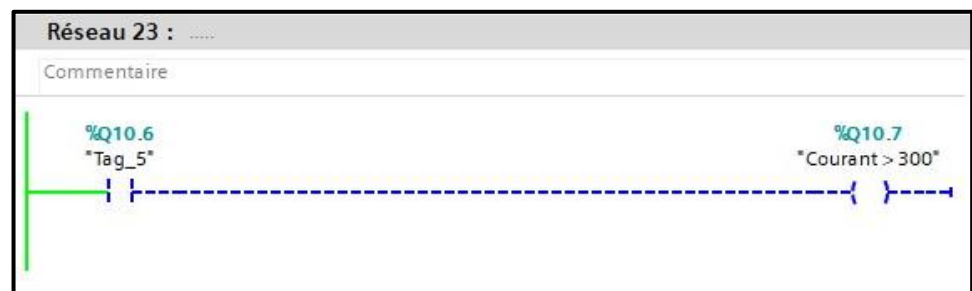 Réseau 23 : .....
Commentaire
%Q10.6 %Q10.7
"Tag_5" "Courant > 300"